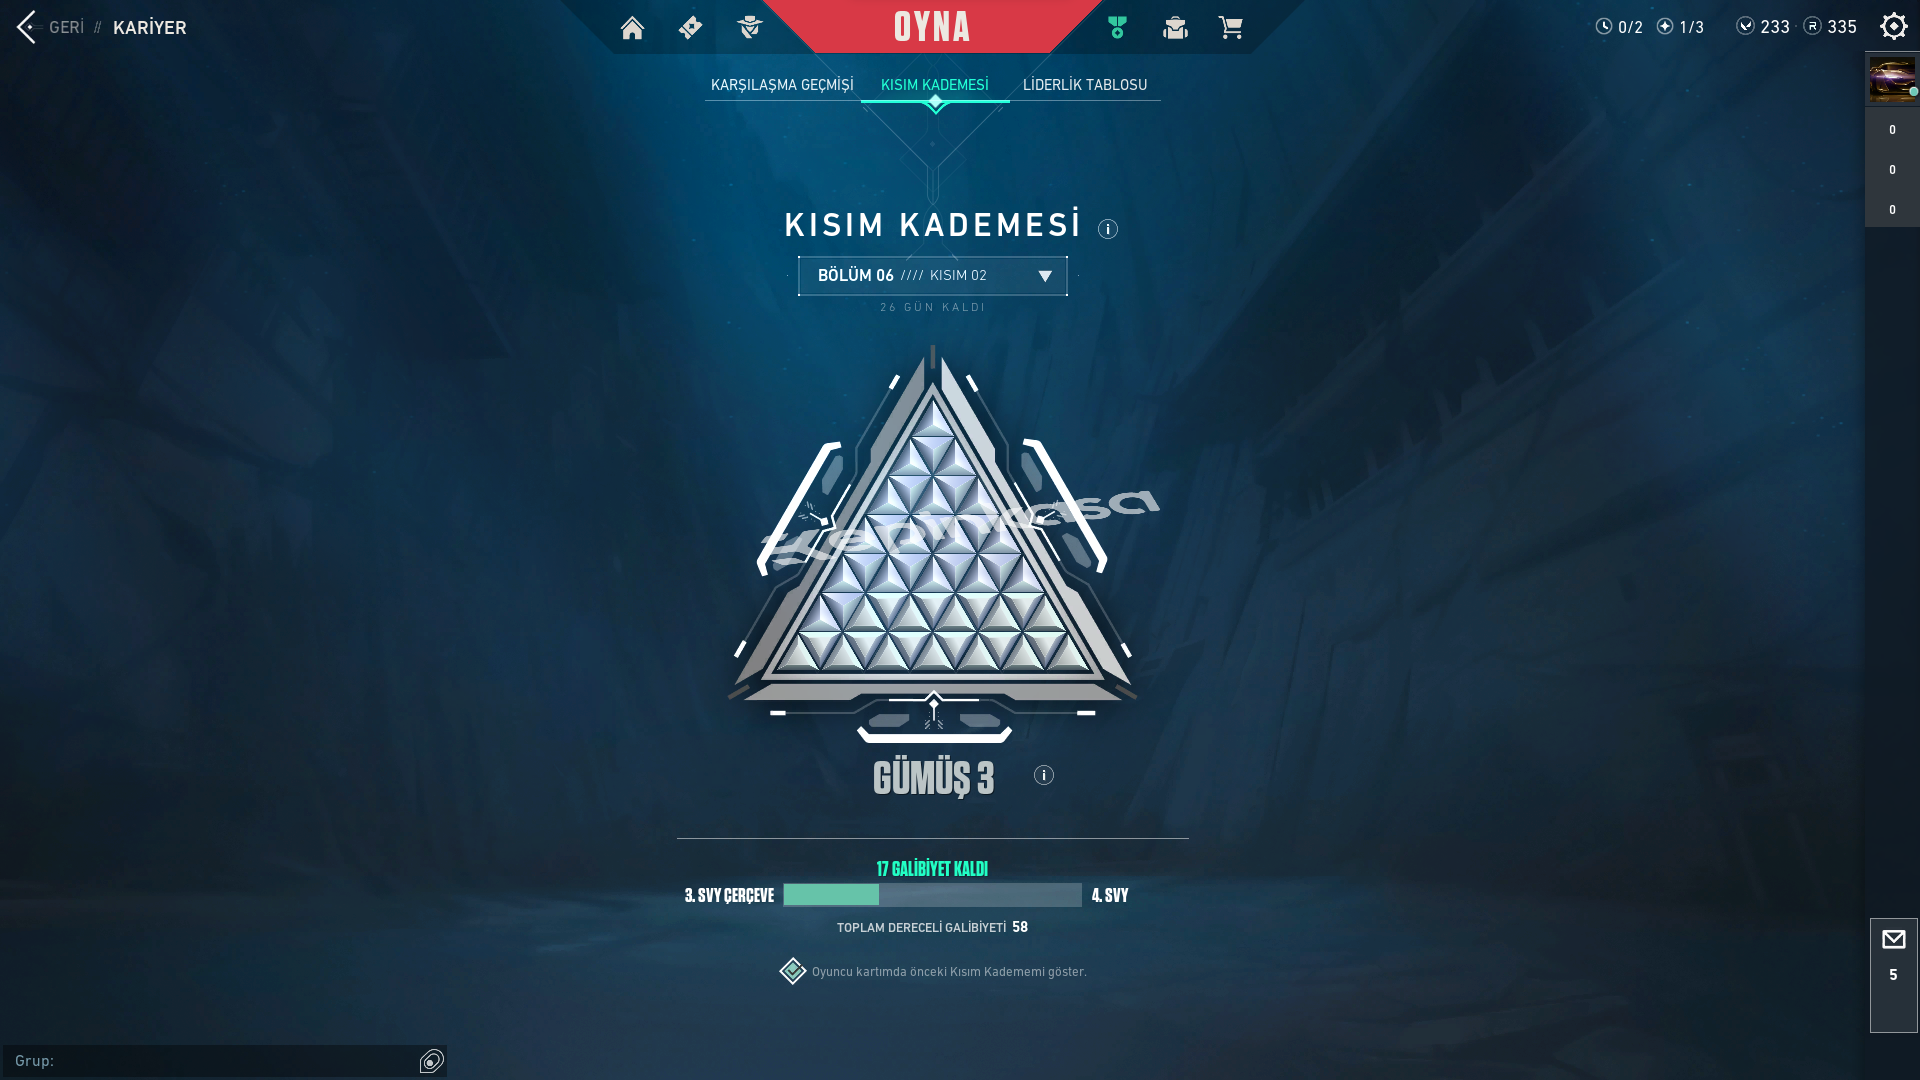 GERİ // KARİYER
OYNA
0/2 1/3 233 335
KARŞILAŞMA GEÇMİŞİ KISIM KADEMESİ LİDERLİK TABLOSU
0
0
0
KISIM KADEMESİ
BÖLÜM 06 //// KISIM 02
26 GÜN KALDI
GÜMÜŞ 3
17 GALİBİYET KALDI
3. SVY ÇERÇEVE 4. SVY
TOPLAM DERECELİ GALİBİYETİ 58
Oyuncu kartımda önceki Kısım Kadememi göster.
5
Grup: